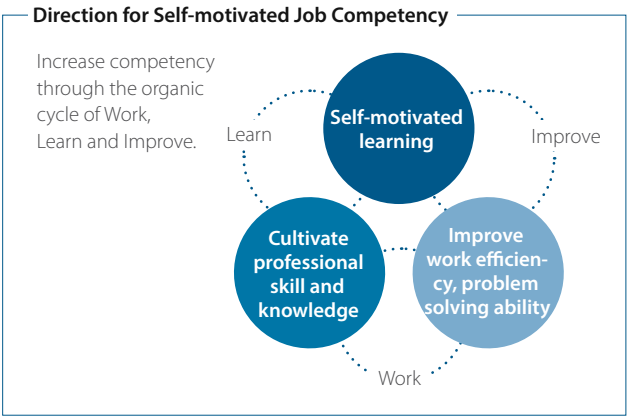 Direction for Self-motivated Job Competency
Increase competency
through the organic
cycle of Work,
Learn and Improve.
Learn
Self-motivated
learning
Improve
Cultivate
professional
skill and
knowledge
Improve
work efficien-
cy, problem
solving ability
Work